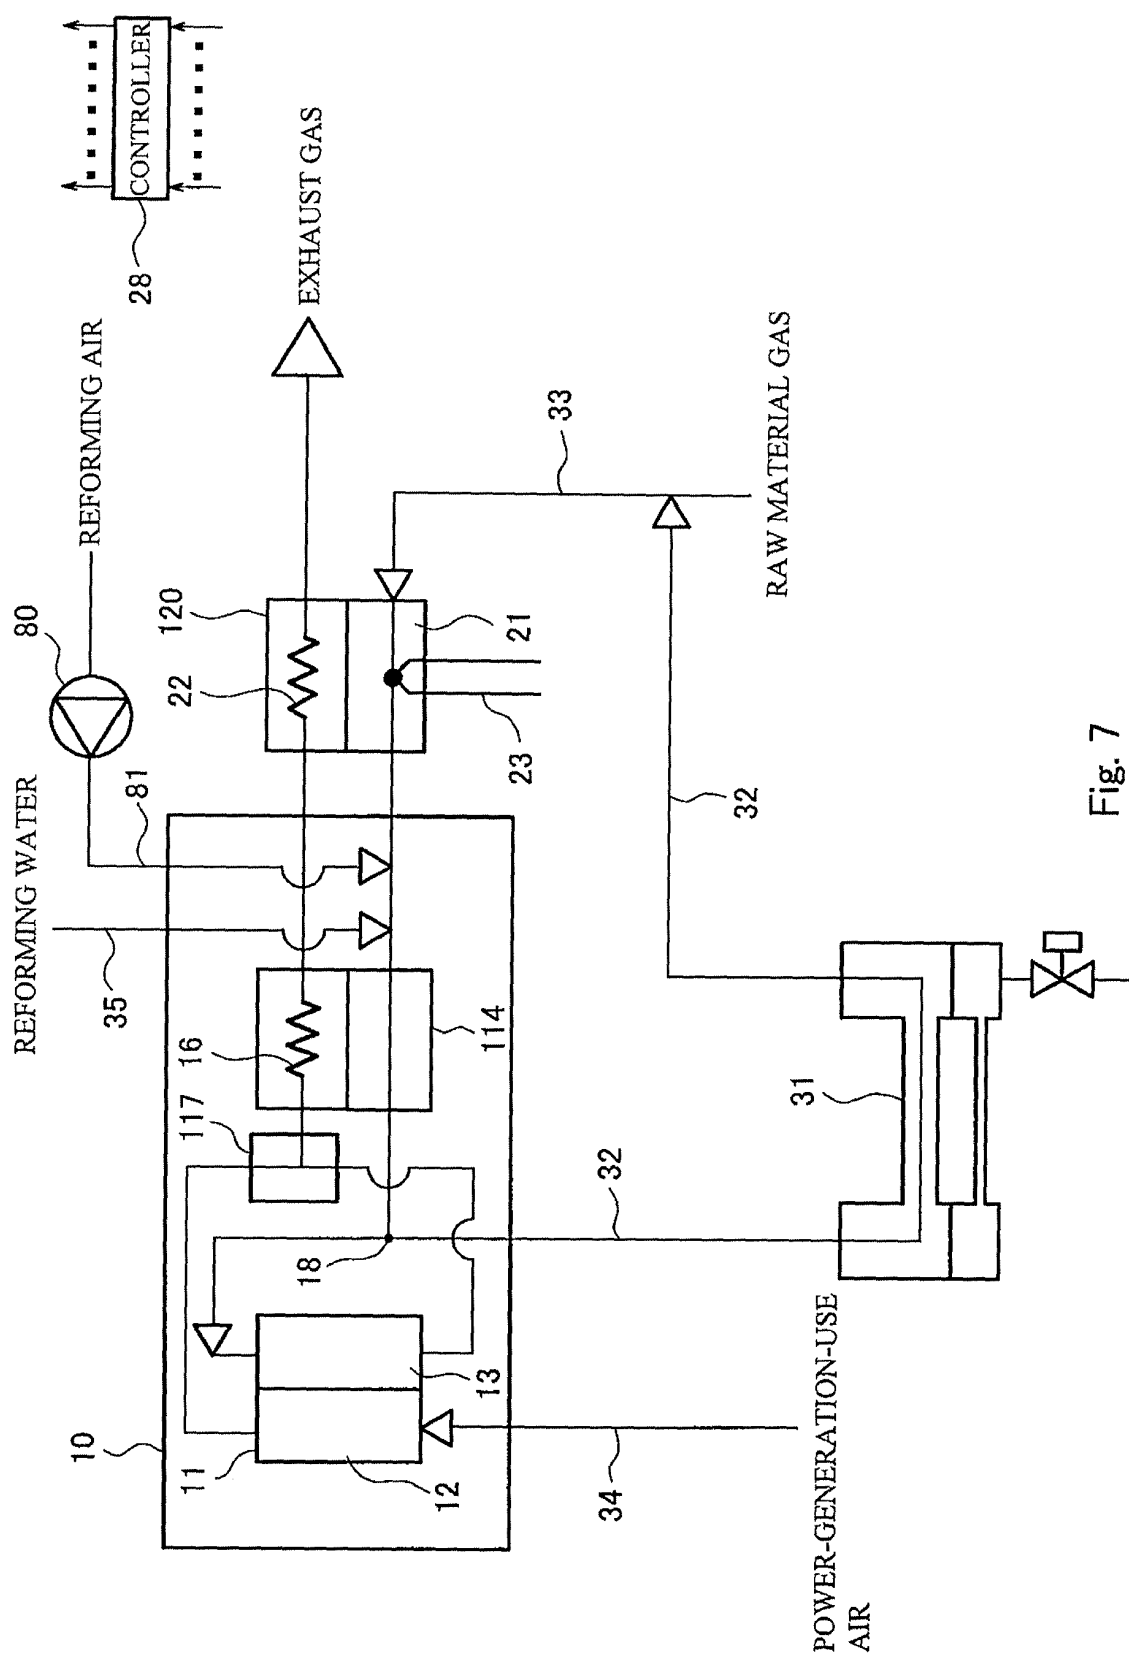 CONTROLLER
28
REFORMING AIR
80
EXHAUST GAS
REFORMING WATER
81
35
120
22
21
23
33
RAW MATERIAL GAS
10
11
12
13
117
16
114
18
32
32
31
34
POWER-GENERATION-USE
AIR
Fig. 7